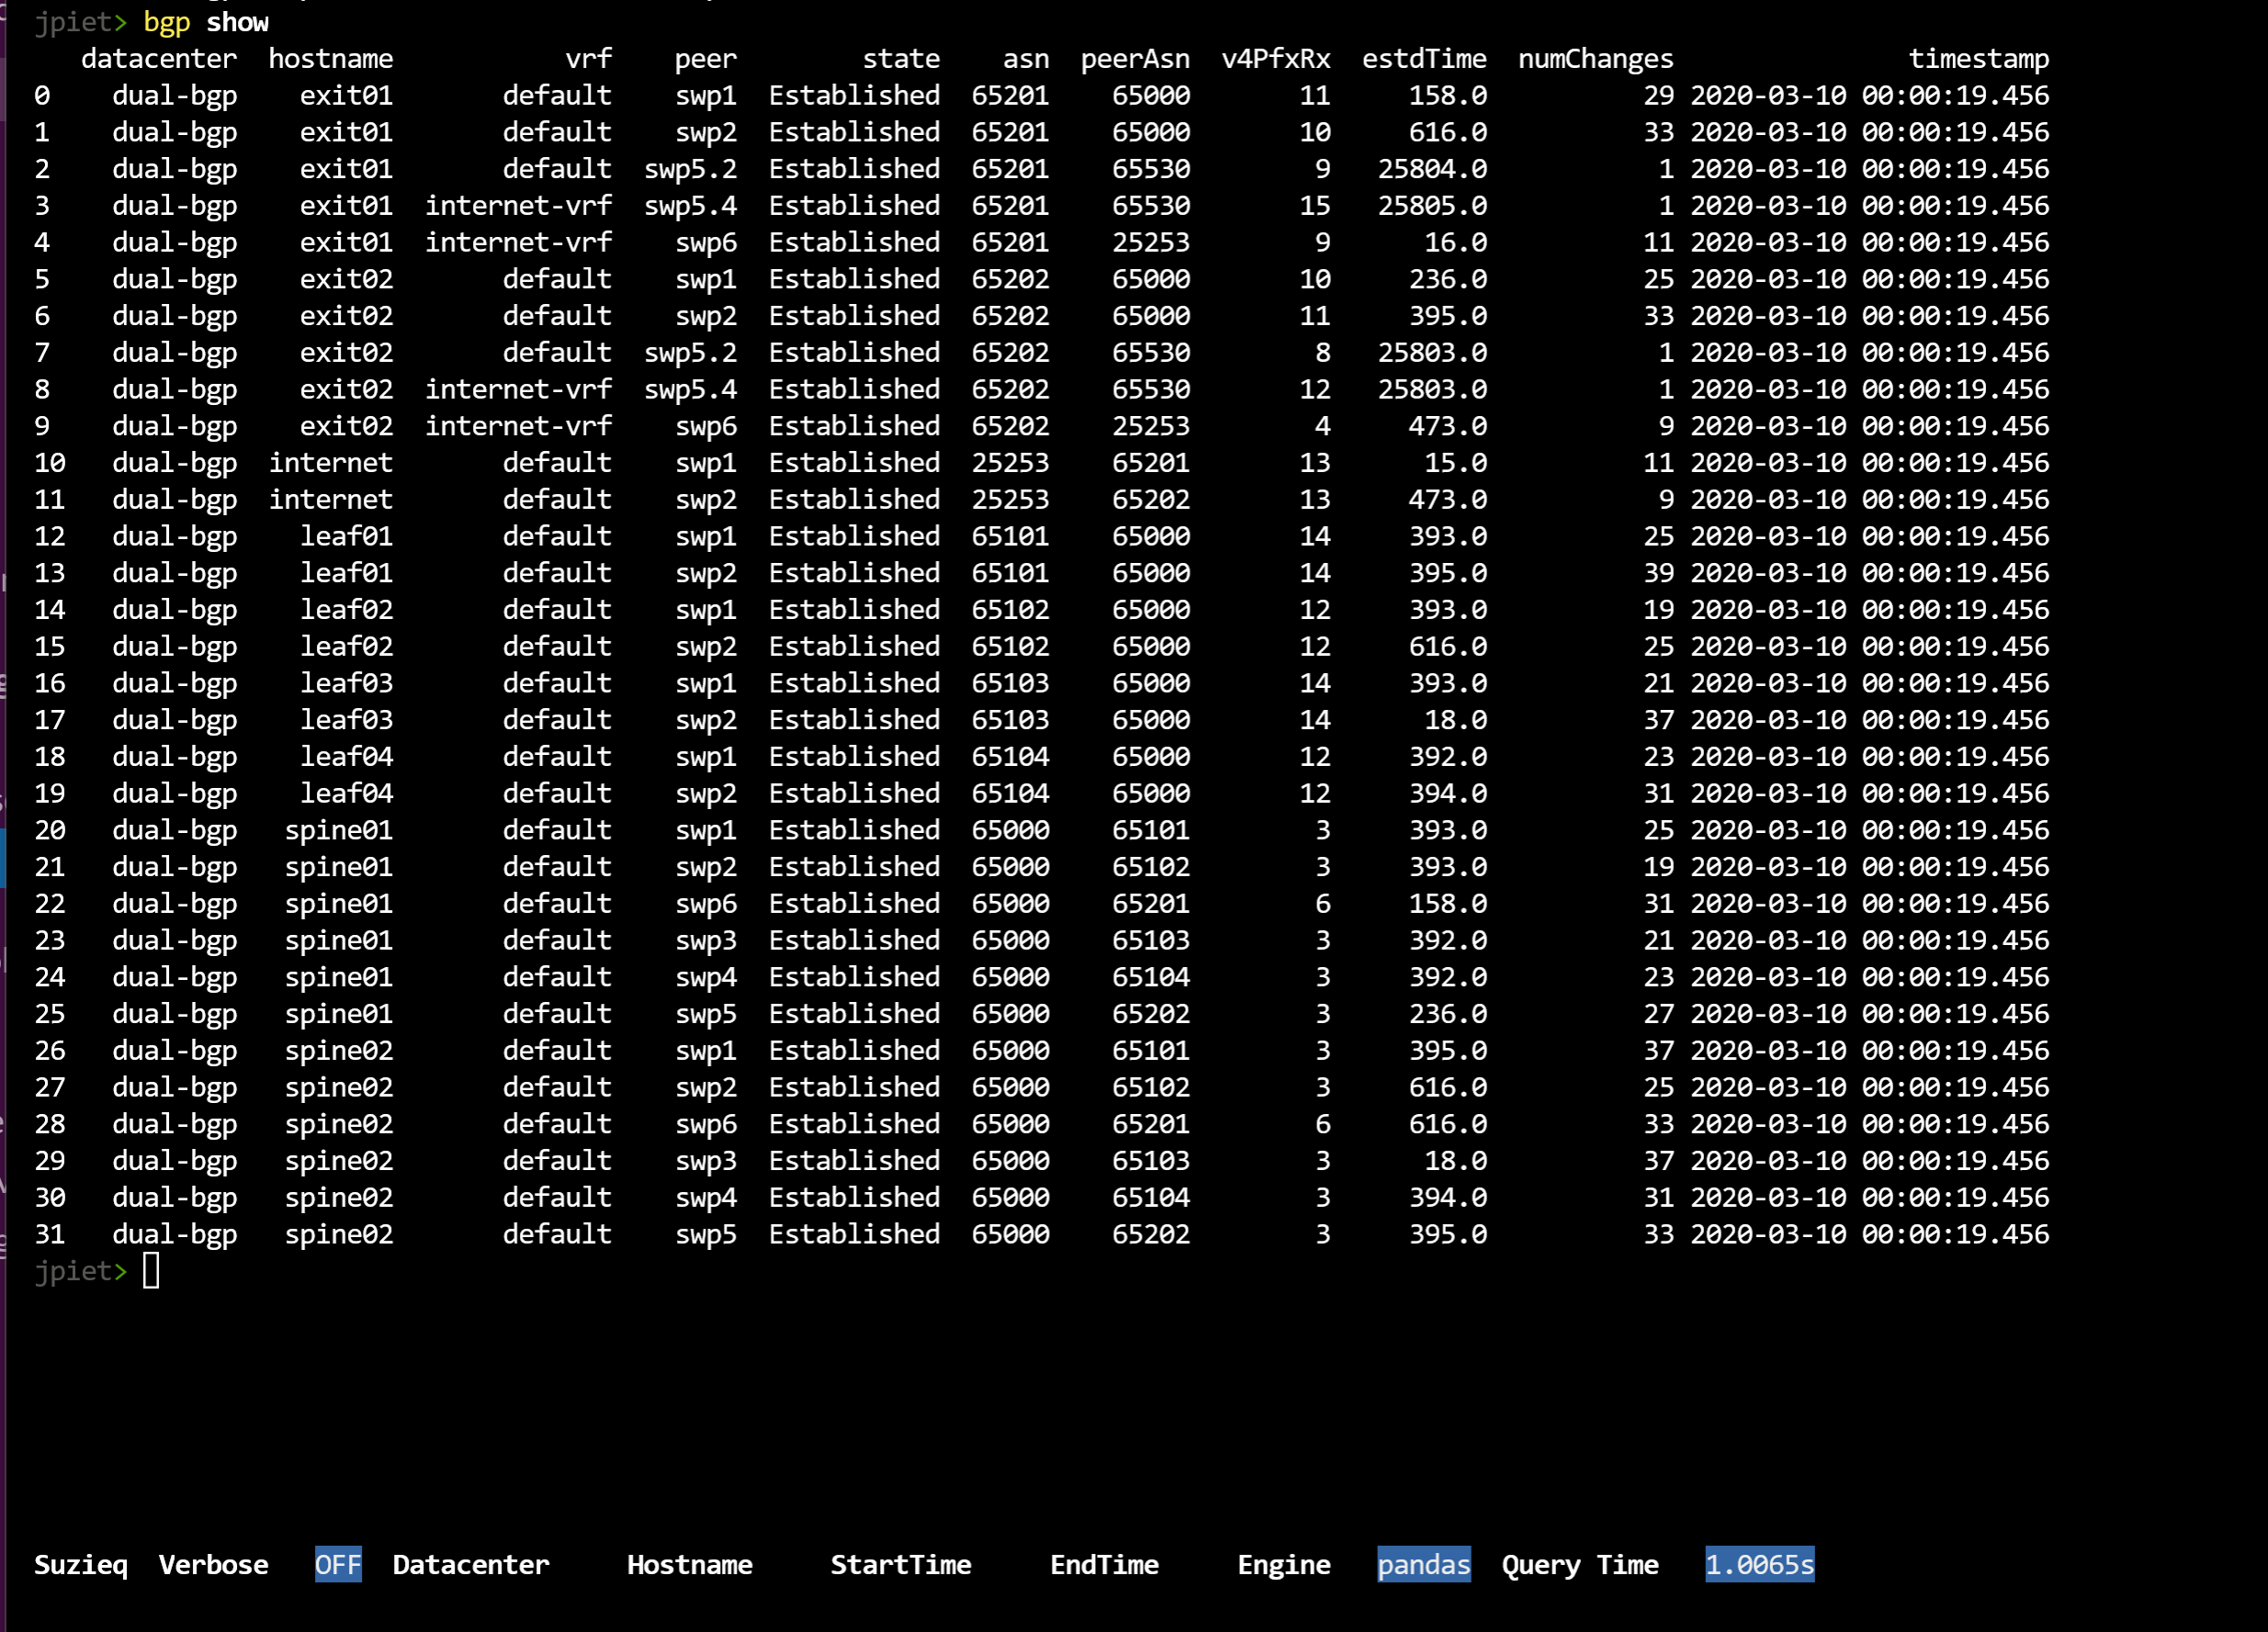 jpiet> bgp show
datacenter hostname vrf peer state asn peerAsn v4PfxRx estdTime numChanges timestamp
0 dual-bgp exit01 default swp1 Established 65201 65000 11 158.0 29 2020-03-10 00:00:19.456
1 dual-bgp exit01 default swp2 Established 65201 65000 10 616.0 33 2020-03-10 00:00:19.456
2 dual-bgp exit01 default swp5.2 Established 65201 65530 9 25804.0 1 2020-03-10 00:00:19.456
3 dual-bgp exit01 internet-vrf swp5.4 Established 65201 65530 15 25805.0 1 2020-03-10 00:00:19.456
4 dual-bgp exit01 internet-vrf swp6 Established 65201 25253 9 16.0 11 2020-03-10 00:00:19.456
5 dual-bgp exit02 default swp1 Established 65202 65000 10 236.0 25 2020-03-10 00:00:19.456
6 dual-bgp exit02 default swp2 Established 65202 65000 11 395.0 33 2020-03-10 00:00:19.456
7 dual-bgp exit02 default swp5.2 Established 65202 65530 8 25803.0 1 2020-03-10 00:00:19.456
8 dual-bgp exit02 internet-vrf swp5.4 Established 65202 65530 12 25803.0 1 2020-03-10 00:00:19.456
9 dual-bgp exit02 internet-vrf swp6 Established 65202 25253 4 473.0 9 2020-03-10 00:00:19.456
10 dual-bgp internet default swp1 Established 25253 65201 13 15.0 11 2020-03-10 00:00:19.456
11 dual-bgp internet default swp2 Established 25253 65202 13 473.0 9 2020-03-10 00:00:19.456
12 dual-bgp leaf01 default swp1 Established 65101 65000 14 393.0 25 2020-03-10 00:00:19.456
13 dual-bgp leaf01 default swp2 Established 65101 65000 14 395.0 39 2020-03-10 00:00:19.456
14 dual-bgp leaf02 default swp1 Established 65102 65000 12 393.0 19 2020-03-10 00:00:19.456
15 dual-bgp leaf02 default swp2 Established 65102 65000 12 616.0 25 2020-03-10 00:00:19.456
16 dual-bgp leaf03 default swp1 Established 65103 65000 14 393.0 21 2020-03-10 00:00:19.456
17 dual-bgp leaf03 default swp2 Established 65103 65000 14 18.0 37 2020-03-10 00:00:19.456
18 dual-bgp leaf04 default swp1 Established 65104 65000 12 392.0 23 2020-03-10 00:00:19.456
19 dual-bgp leaf04 default swp2 Established 65104 65000 12 394.0 31 2020-03-10 00:00:19.456
20 dual-bgp spine01 default swp1 Established 65000 65101 3 393.0 25 2020-03-10 00:00:19.456
21 dual-bgp spine01 default swp2 Established 65000 65102 3 393.0 19 2020-03-10 00:00:19.456
22 dual-bgp spine01 default swp6 Established 65000 65201 6 158.0 31 2020-03-10 00:00:19.456
23 dual-bgp spine01 default swp3 Established 65000 65103 3 392.0 21 2020-03-10 00:00:19.456
24 dual-bgp spine01 default swp4 Established 65000 65104 3 392.0 23 2020-03-10 00:00:19.456
25 dual-bgp spine01 default swp5 Established 65000 65202 3 236.0 27 2020-03-10 00:00:19.456
26 dual-bgp spine02 default swp1 Established 65000 65101 3 395.0 37 2020-03-10 00:00:19.456
27 dual-bgp spine02 default swp2 Established 65000 65102 3 616.0 25 2020-03-10 00:00:19.456
28 dual-bgp spine02 default swp6 Established 65000 65201 6 616.0 33 2020-03-10 00:00:19.456
29 dual-bgp spine02 default swp3 Established 65000 65103 3 18.0 37 2020-03-10 00:00:19.456
30 dual-bgp spine02 default swp4 Established 65000 65104 3 394.0 31 2020-03-10 00:00:19.456
31 dual-bgp spine02 default swp5 Established 65000 65202 3 395.0 33 2020-03-10 00:00:19.456
jpiet>
Suzieq Verbose OFF Datacenter Hostname StartTime EndTime Engine pandas Query Time 1.0065s